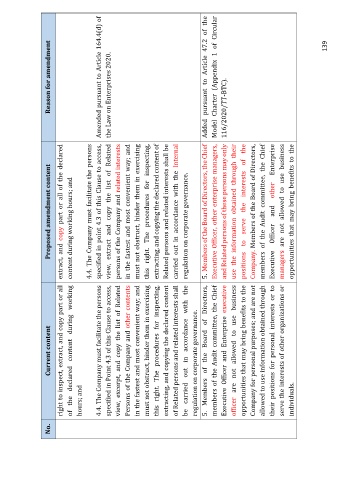 No.
Current content
Proposed amendment content
Reason for amendment
right to inspect, extract, and copy part or all
of the declared content during working
hours; and
4.4. The Company must facilitate the persons
specified in Point 4.3 of this Clause to access,
view, excerpt, and copy the list of Related
Persons of the Company and other contents
in the fastest and most convenient way; and
must not obstruct, hinder them in exercising
this right. The procedures for inspecting,
extracting, and copying the declared content
of Related persons and related interests shall
be carried out in accordance with the
regulation on corporate governance.
5. Members of the Board of Directors,
members of the Audit committee, the Chief
Executive Officer and Enterprise executive
officer are not allowed to use business
opportunities that may bring benefits to the
Company for personal purposes; and are not
allowed to use information obtained through
their positions for personal interests or to
serve the interests of other organizations or
individuals.
extract, and copy part or all of the declared
content during working hours; and
4.4. The Company must facilitate the persons
specified in point 4.3 of this Clause to access,
view, extract and copy the list of Related
persons of the Company and related interests
in the fastest and most convenient way; and
must not obstruct, hinder them in exercising
this right. The procedures for inspecting,
extracting, and copying the declared content of
Related persons and related interests shall be
carried out in accordance with the internal
regulation on corporate governance.
5. Members of the Board of Directors, the Chief
Executive Officer, other enterprise managers,
and Related persons of these persons may only
use the information obtained through their
positions to serve the interests of the
Company. Members of the Board of Directors,
members of the Audit committee, the Chief
Executive Officer and other Enterprise
managers are not allowed to use business
opportunities that may bring benefits to the
Amended pursuant to Article 164.4(d) of
the Law on Enterprises 2020.
Added pursuant to Article 47.2 of the
Model Charter (Appendix 1 of Circular
116/2020/TT-BTC).
139